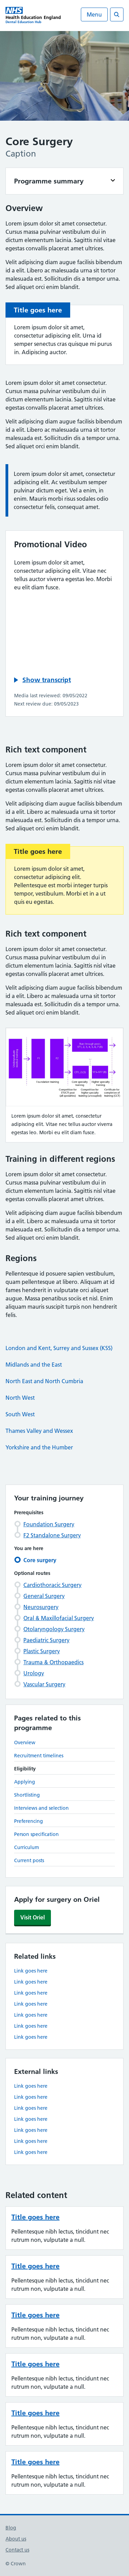 NHS
Health Education England
Dental Education Hub
Menu
Core Surgery
Caption
Programme summary
Overview
Lorem ipsum dolor sit amet consectetur.
Cursus massa pulvinar vestibulum dui in
elementum lacinia. Sagittis mattis vitae
egestas convallis placerat amet ultrices.
Velit adipiscing diam augue facilisis bibendum
id a elit. Libero ac malesuada urna sit tortor
malesuada est. Sollicitudin diam dis a tempor.
Aliquet orci enim blandit.
Title goes here
Lorem ipsum dolor sit amet,
consectetur adipiscing elit. Urna id
semper senectus cras quisque mi purus
in. Adipiscing auctor.
Lorem ipsum dolor sit amet consectetur.
Cursus massa pulvinar vestibulum dui in
elementum lacinia. Sagittis mattis vitae
egestas convallis placerat amet ultrices.
Velit adipiscing diam augue facilisis bibendum
id a elit. Libero ac malesuada urna sit tortor
malesuada est. Sollicitudin diam dis a tempor.
Aliquet orci enim blandit.
Lorem ipsum dolor sit amet, consectetur
adipiscing elit. Ac vestibulum semper
pulvinar dictum eget. Vel a enim, in
enim. Mauris morbi risus sodales odio
consectetur, consequat amet.
Promotional Video
Lorem ipsum dolor sit amet,
consectetur adipiscing elit. Vitae nec
tellus auctor viverra egestas leo. Morbi
eu elit diam fusce.
Show transcript
Media last reviewed: 09/05/2022
Next review due: 09/05/2023
Rich text component
Lorem ipsum dolor sit amet consectetur.
Cursus massa pulvinar vestibulum dui in
elementum lacinia. Sagittis mattis vitae
egestas convallis placerat amet ultrices.
Velit adipiscing diam augue facilisis bibendum
id a elit. Libero ac malesuada urna sit tortor
malesuada est. Sollicitudin diam dis a tempor.
Aliquet orci enim blandit.
Title goes here
Lorem ipsum dolor sit amet,
consectetur adipiscing elit.
Pellentesque est morbi integer turpis
tempor, vestibulum. Morbi et in a ut
quis eu egestas.
Rich text component
Lorem ipsum dolor sit amet consectetur.
Cursus massa pulvinar vestibulum dui in
elementum lacinia. Sagittis mattis vitae
egestas convallis placerat amet ultrices.
Velit adipiscing diam augue facilisis bibendum
id a elit. Libero ac malesuada urna sit tortor
malesuada est. Sollicitudin diam dis a tempor.
Aliquet orci enim blandit.
Lorem ipsum dolor sit amet, consectetur
adipiscing elit. Vitae nec tellus auctor viverra
egestas leo. Morbi eu elit diam fusce.
Training in different regions
Lorem ipsum dolor sit amet consectetur.
Cursus massa pulvinar vestibulum dui in
elementum lacinia. Sagittis mattis vitae
egestas convallis placerat amet ultrices.
Velit adipiscing diam augue facilisis bibendum
id a elit. Libero ac malesuada urna sit tortor
malesuada est. Sollicitudin diam dis a tempor.
Aliquet orci enim blandit.
Regions
Pellentesque id posuere sapien vestibulum,
quam pellentesque at libero. Aliquam ut dui
fames hendrerit in vulputate orci aliquet
augue. Massa penatibus orci ut nisl dolor. Enim
aliquam mauris suscipit turpis non hendrerit
felis.
London and Kent, Surrey and Sussex (KSS)
Midlands and the East
North East and North Cumbria
North West
South West
Thames Valley and Wessex
Yorkshire and the Humber
Your training journey
Prerequisites
Foundation Surgery
F2 Standalone Surgery
You are here
Core surgery
Optional routes
Cardiothoracic Surgery
General Surgery
Neurosurgery
Oral & Maxillofacial Surgery
Otolaryngology Surgery
Paediatric Surgery
Plastic Surgery
Trauma & Orthopaedics
Urology
Vascular Surgery
Pages related to this
programme
Overview
Recruitment timelines
Eligibility
Applying
Shortlisting
Interviews and selection
Preferencing
Person specification
Curriculum
Current posts
Apply for surgery on Oriel
Visit Oriel
Related links
Link goes here
Link goes here
Link goes here
Link goes here
Link goes here
Link goes here
Link goes here
External links
Link goes here
Link goes here
Link goes here
Link goes here
Link goes here
Link goes here
Link goes here
Related content
Title goes here
Pellentesque nibh lectus, tincidunt nec
rutrum non, vulputate a null.
Title goes here
Pellentesque nibh lectus, tincidunt nec
rutrum non, vulputate a null.
Title goes here
Pellentesque nibh lectus, tincidunt nec
rutrum non, vulputate a null.
Title goes here
Pellentesque nibh lectus, tincidunt nec
rutrum non, vulputate a null.
Title goes here
Pellentesque nibh lectus, tincidunt nec
rutrum non, vulputate a null.
Title goes here
Pellentesque nibh lectus, tincidunt nec
rutrum non, vulputate a null.
Blog
About us
Contact us
© Crown